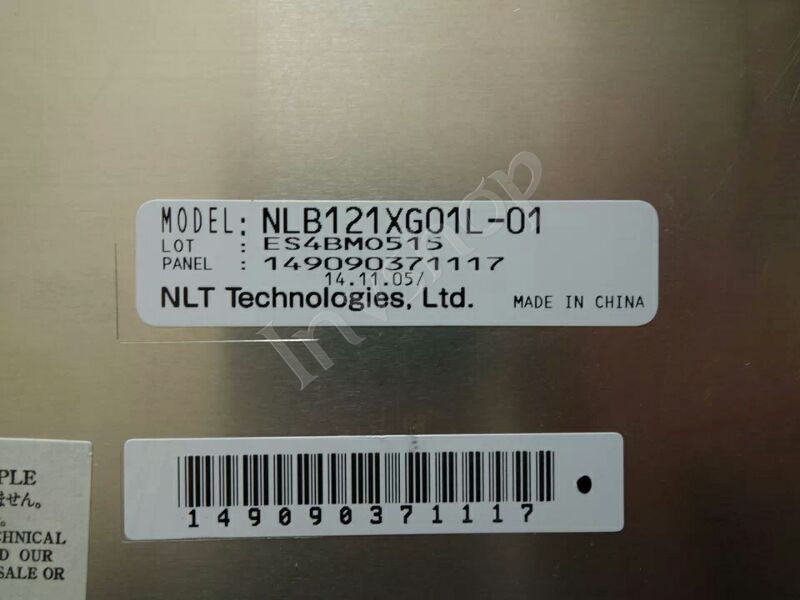 MODEL: NLB121XG01L-01
LOT : ES4BM0515
PANEL : 149090371117
14.11.05/
NLT Technologies, Ltd. MADE IN CHINA
149090371117
PLE
ません。
CHNICAL
D OUR
SALE OR